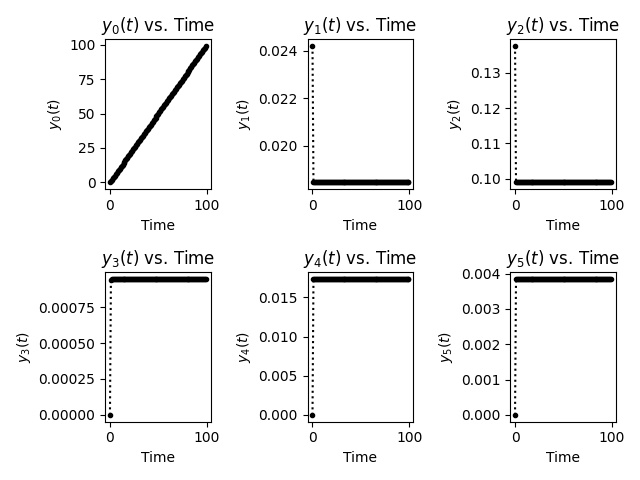 y₀(t) vs. Time
y₁(t) vs. Time
y₂(t) vs. Time
100
75
50
25
0
y₀(t)
0
100
Time
0.024
0.022
0.020
y₁(t)
0
100
Time
0.13
0.12
0.11
0.10
y₂(t)
0
100
Time
y₃(t) vs. Time
y₄(t) vs. Time
y₅(t) vs. Time
0.00075
0.00050
0.00025
0.00000
y₃(t)
0
100
Time
0.015
0.010
0.005
0.000
y₄(t)
0
100
Time
0.004
0.003
0.002
0.001
0.000
y₅(t)
0
100
Time